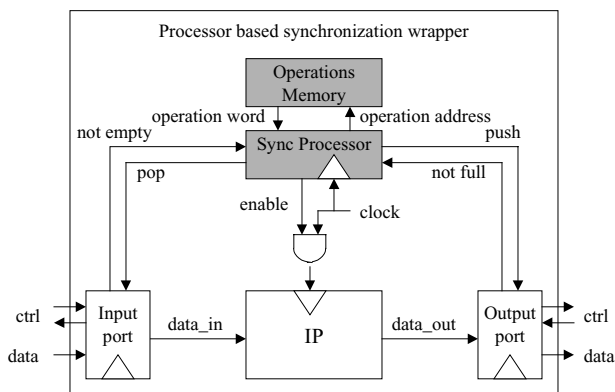 Processor based synchronization wrapper
Operations
Memory
operation word
operation address
not empty
push
Sync Processor
pop
not full
enable
clock
ctrl
Input
port
data_in
IP
data_out
Output
port
ctrl
data
data